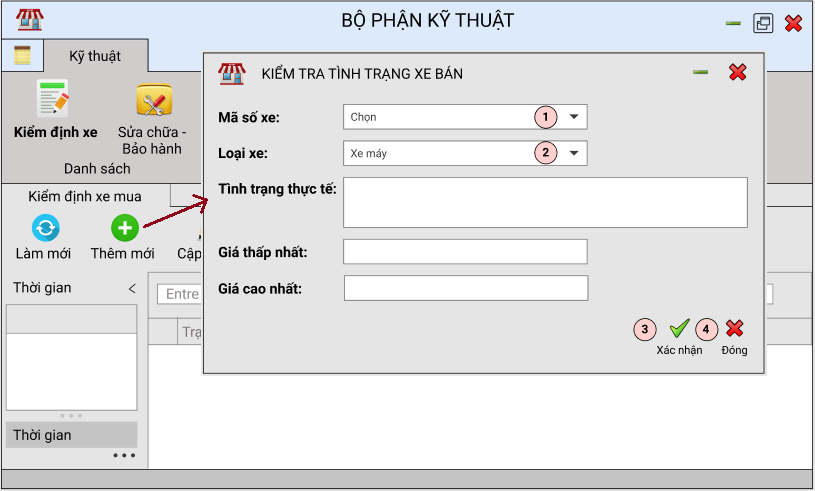 BỘ PHẬN KỸ THUẬT
Kỹ thuật
Kiểm định xe
Sửa chữa -
Bảo hành
Danh sách
Kiểm định xe mua
Làm mới
Thêm mới
Cập
Thời gian
<
Entre
Trạ
Thời gian
KIỂM TRA TÌNH TRẠNG XE BÁN
Mã số xe:
Chọn
1
Loại xe:
Xe máy
2
Tình trạng thực tế:
Giá thấp nhất:
Giá cao nhất:
3
4
Xác nhận
Đóng